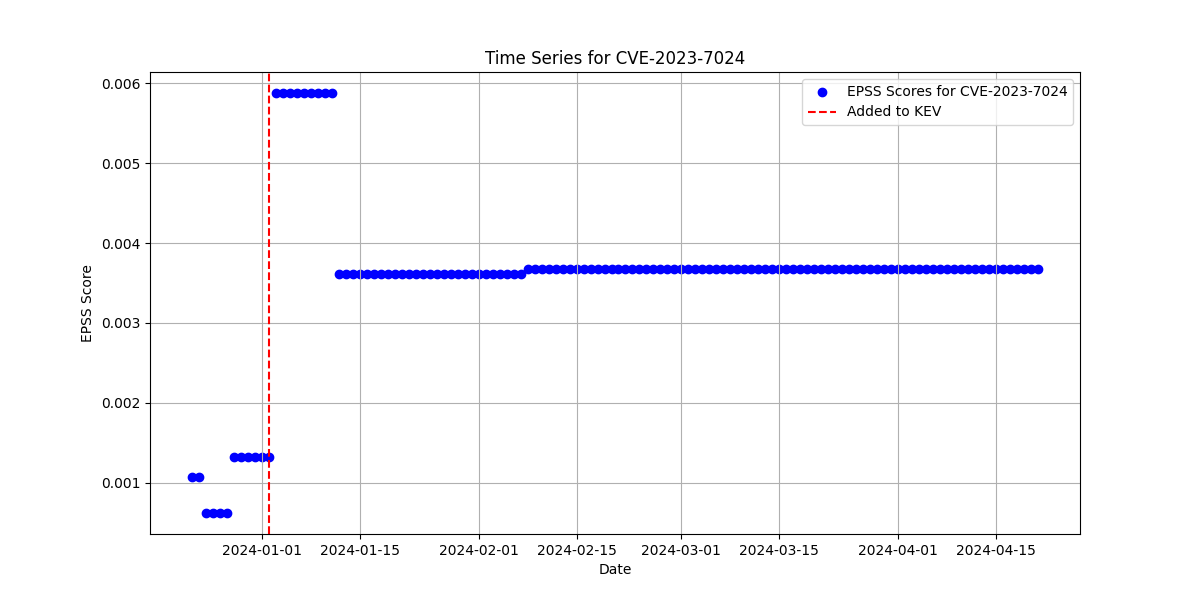 Time Series for CVE-2023-7024
EPSS Scores for CVE-2023-7024
Added to KEV
EPSS Score
0.006
0.005
0.004
0.003
0.002
0.001
2024-01-01
2024-01-15
2024-02-01
2024-02-15
2024-03-01
2024-03-15
2024-04-01
2024-04-15
Date